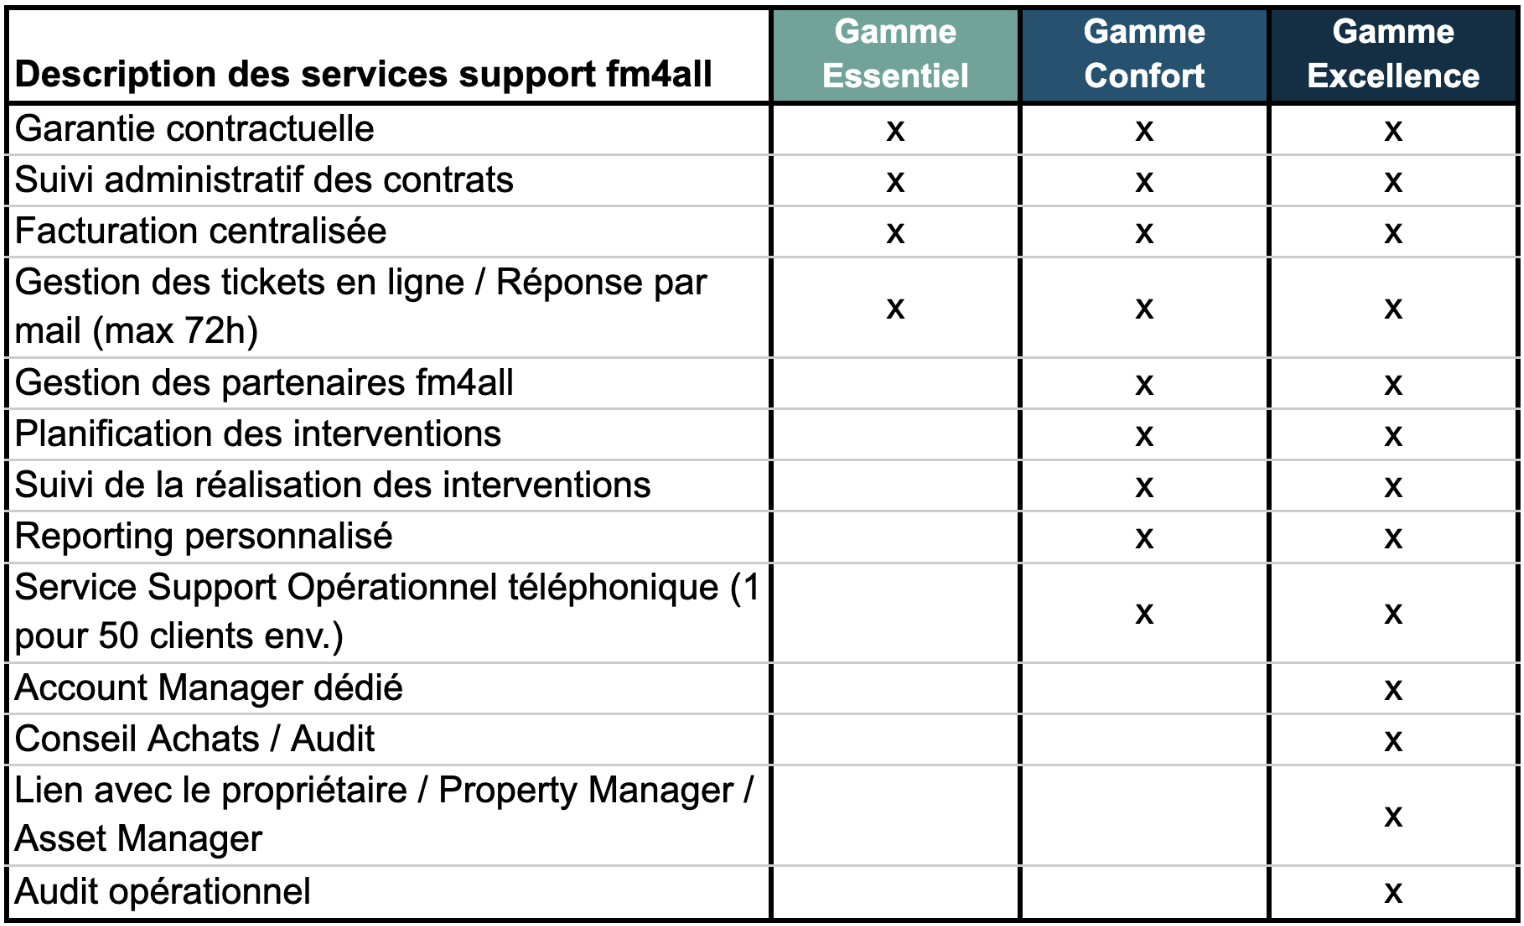 Description des services support fm4all
Gamme Essentiel
Gamme Confort
Gamme Excellence
Garantie contractuelle x x x
Suivi administratif des contrats x x x
Facturation centralisée x x x
Gestion des tickets en ligne / Réponse par
mail (max 72h) x x x
Gestion des partenaires fm4all x x
Planification des interventions x x
Suivi de la réalisation des interventions x x
Reporting personnalisé x x
Service Support Opérationnel téléphonique (1
pour 50 clients env.) x x
Account Manager dédié x
Conseil Achats / Audit x
Lien avec le propriétaire / Property Manager /
Asset Manager x
Audit opérationnel x